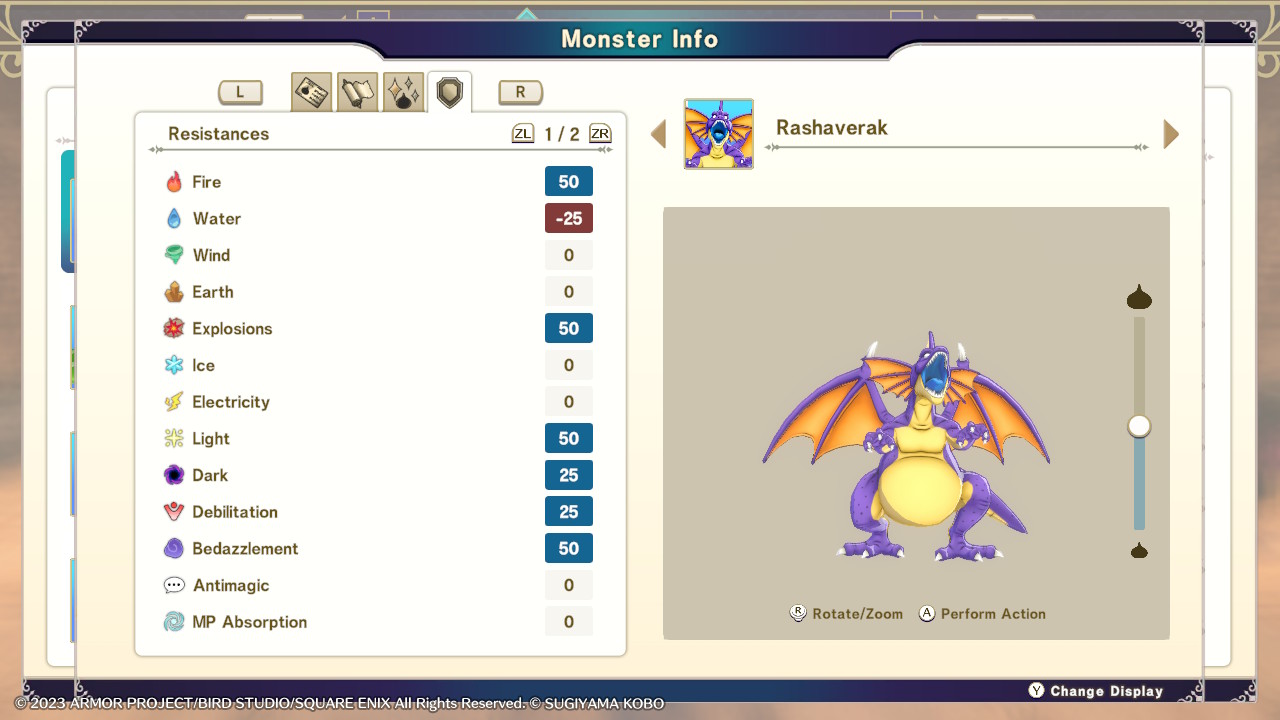 Monster Info
L
R
Resistances
ZL 1 / 2 ZR
Fire 50
Water -25
Wind 0
Earth 0
Explosions 50
Ice 0
Electricity 0
Light 50
Dark 25
Debilitation 25
Bedazzlement 50
Antimagic 0
MP Absorption 0
Rashaverak
R Rotate/Zoom A Perform Action
Y Change Display
© 2023 ARMOR PROJECT/BIRD STUDIO/SQUARE ENIX All Rights Reserved. © SUGIYAMA KOBO